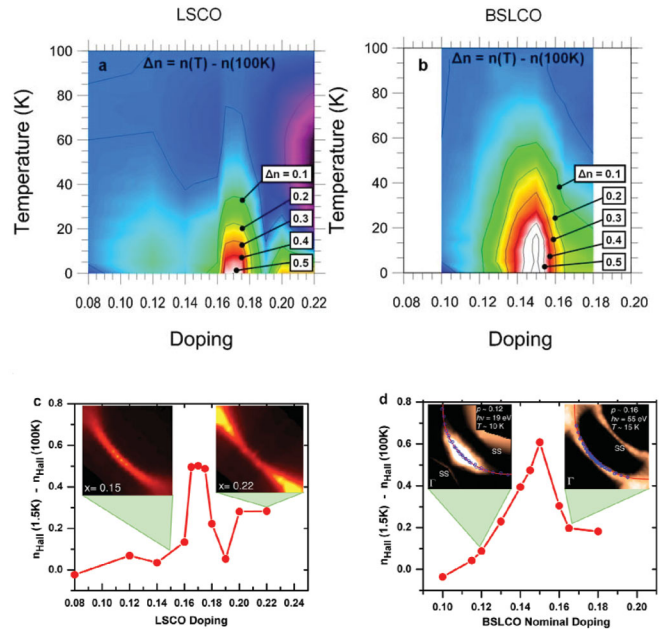 LSCO
BSLCO
a
Δn = n(T) - n(100K)
b
Δn = n(T) - n(100K)
Temperature (K)
100
80
60
40
20
0
Δn = 0.1
0.2
0.3
0.4
0.5
0.08 0.10 0.12 0.14 0.16 0.18 0.20 0.22
Doping
Temperature (K)
100
80
60
40
20
0
Δn = 0.1
0.2
0.3
0.4
0.5
0.08 0.10 0.12 0.14 0.16 0.18 0.20
Doping
c
n Hall (1.5K) - n Hall (100K)
0.8
0.6
0.4
0.2
0.0
x= 0.15
x= 0.22
0.08 0.10 0.12 0.14 0.16 0.18 0.20 0.22 0.24
LSCO Doping
d
n Hall (1.5K) - n Hall (100K)
0.8
0.6
0.4
0.2
0.0
p ~ 0.12
hν = 19 eV
T ~ 10 K
SS
SS
Γ
p ~ 0.16
hν = 55 eV
T ~ 15 K
SS
Γ
0.10 0.12 0.14 0.16 0.18 0.20
BSLCO Nominal Doping